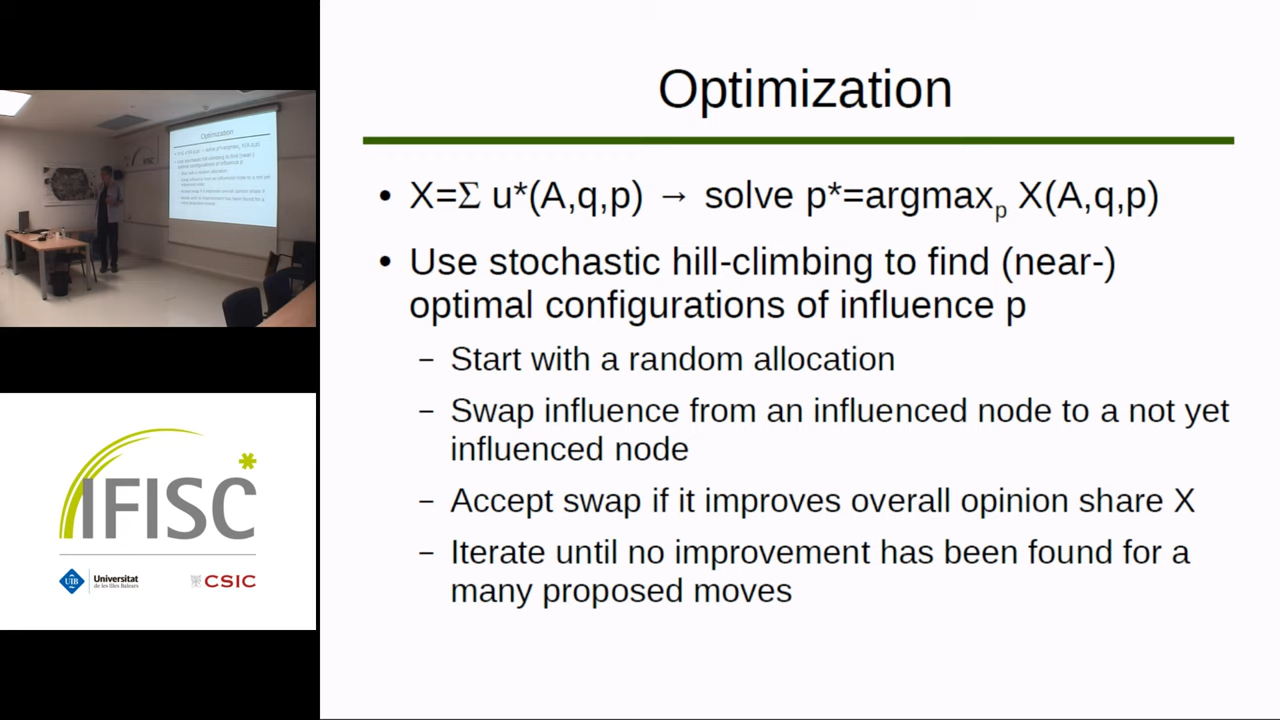 Optimization
• X=Σ u*(A,q,p) → solve p*=argmaxₚ X(A,q,p)
• Use stochastic hill-climbing to find (near-)
optimal configurations of influence p
– Start with a random allocation
– Swap influence from an influenced node to a not yet
influenced node
– Accept swap if it improves overall opinion share X
– Iterate until no improvement has been found for a
many proposed moves
Optimization
IFISC
UIB
Universitat
de les Illes Balears
CSIC